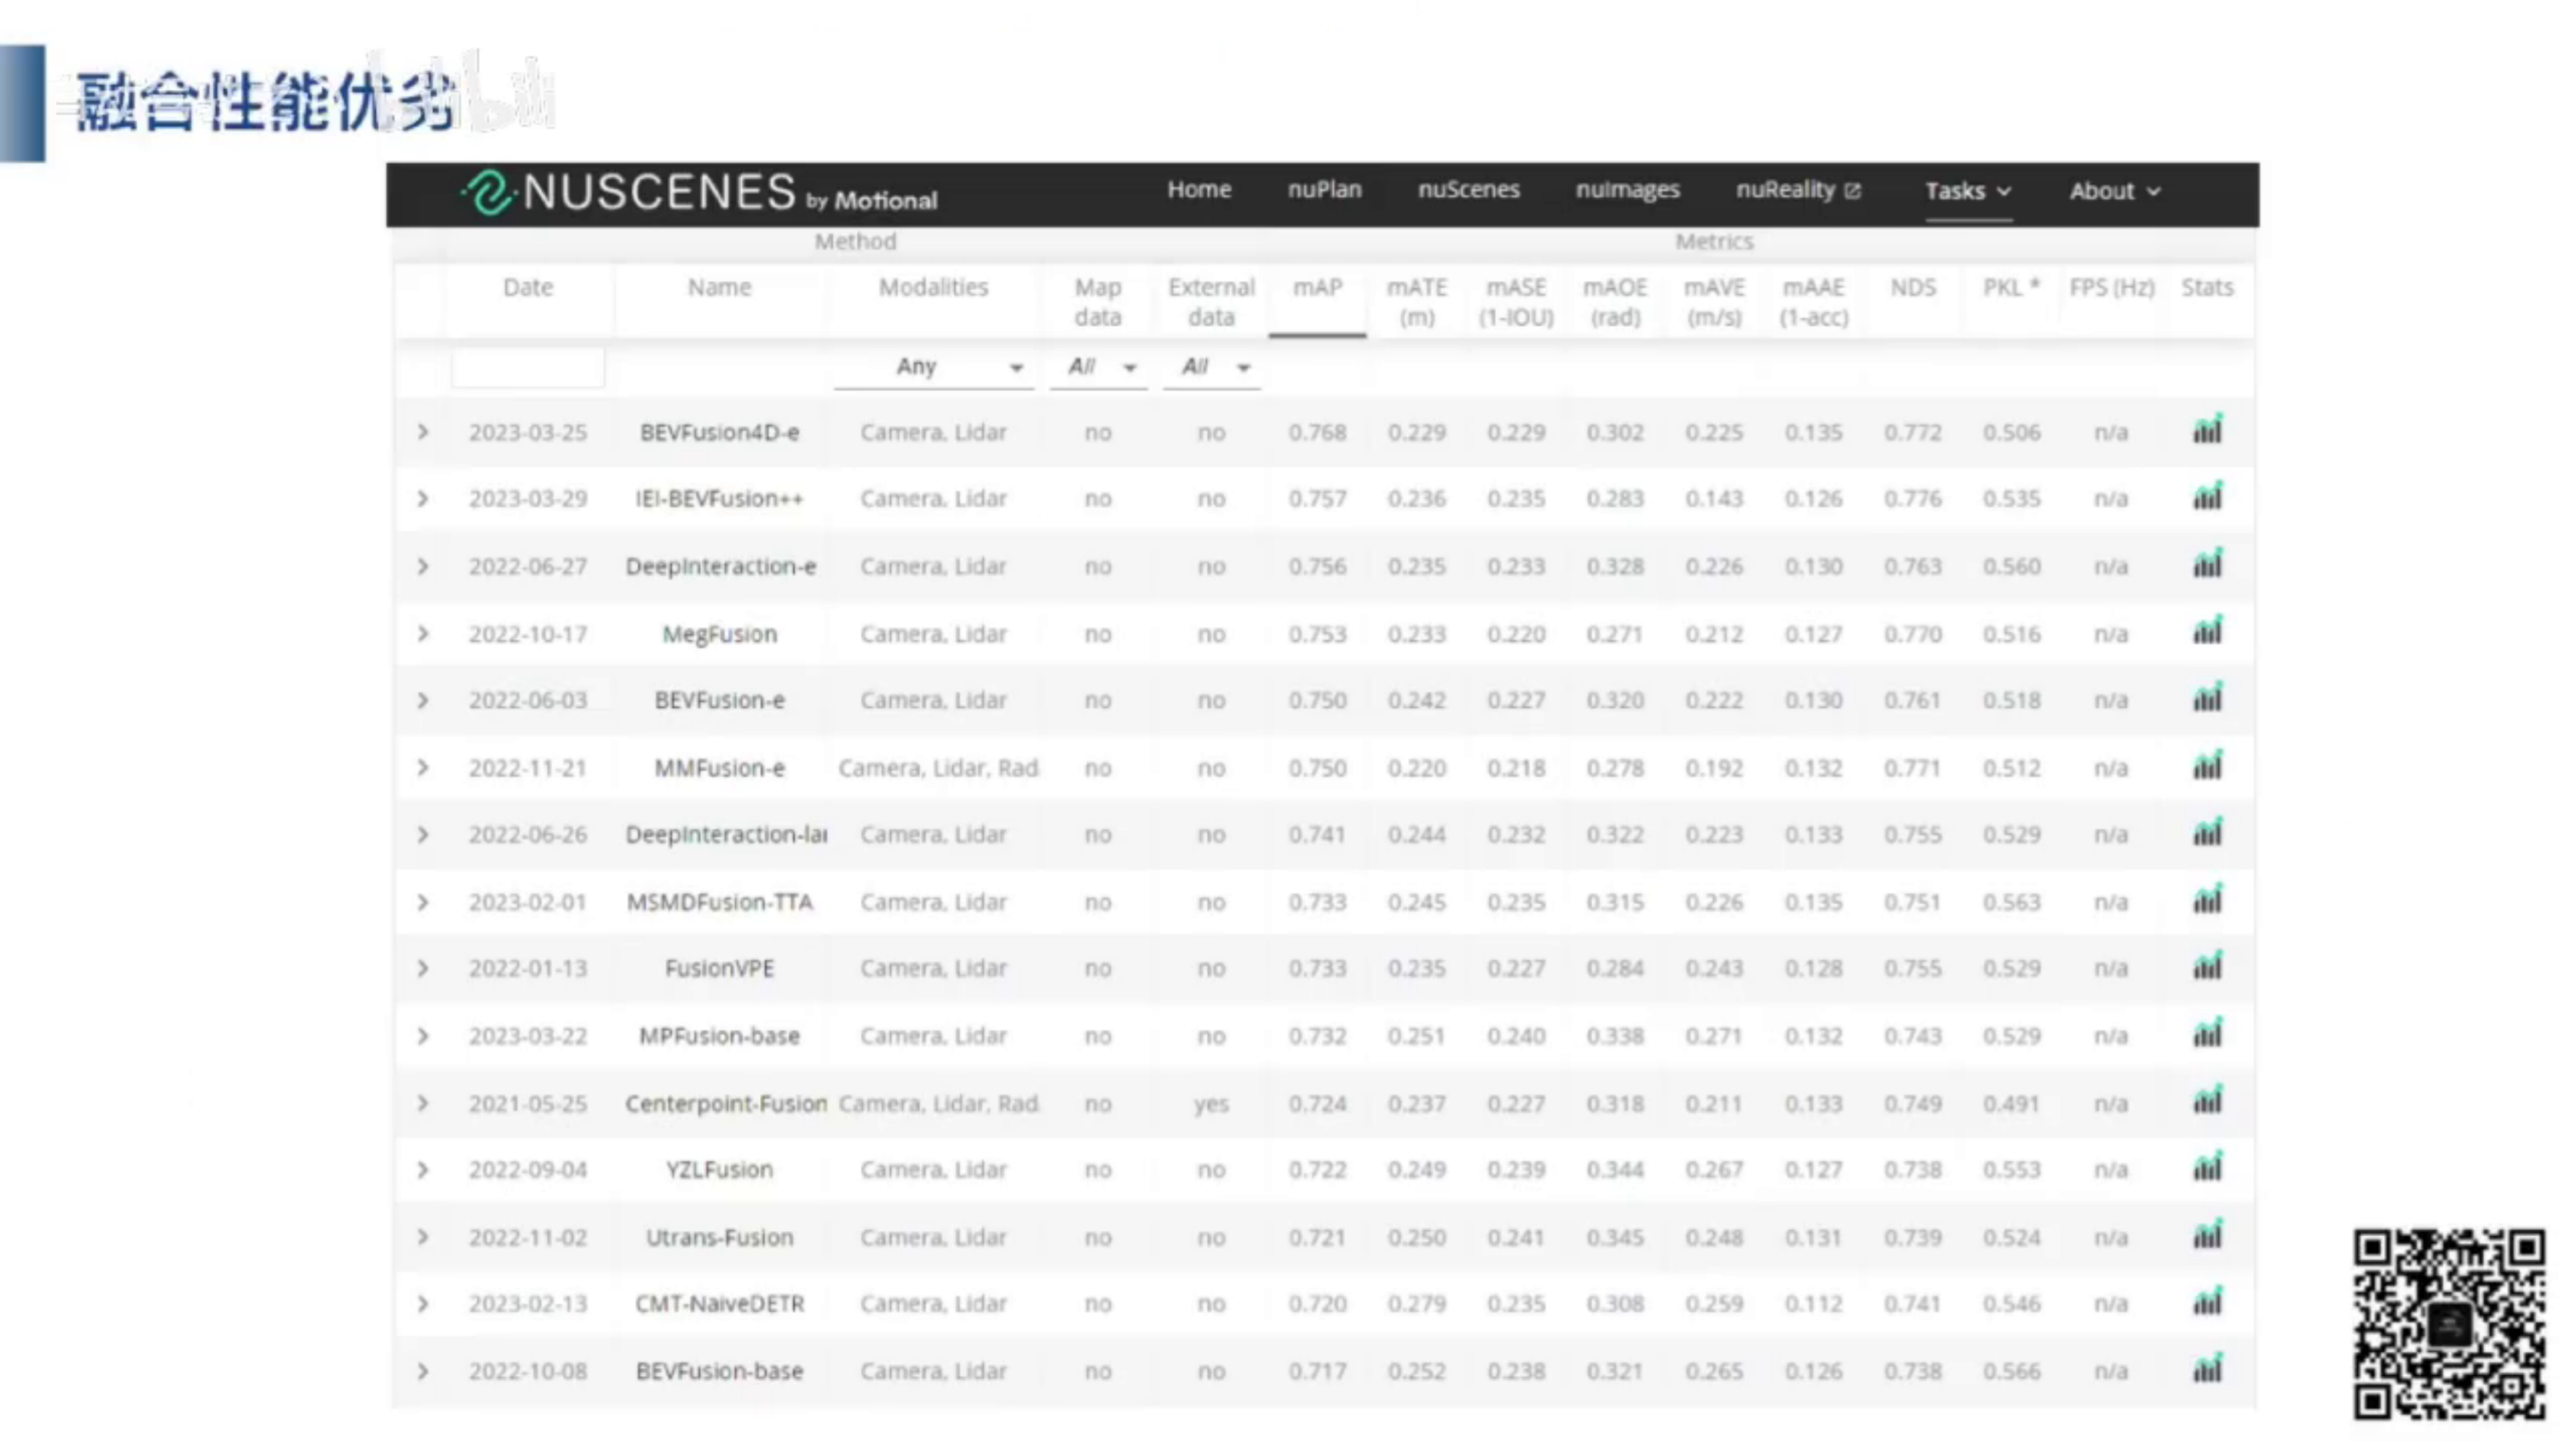 融合性能优劣
NUSCENES by Motional Home nuPlan nuScenes nuImages nuReality Tasks About
Method Metrics
Date Name Modalities Map data External data mAP mATE (m) mASE (1-IOU) mAOE (rad) mAVE (m/s) mAAE (1-acc) NDS PKL * FPS (Hz) Stats
Any All All
2023-03-25 BEVFusion4D-e Camera, Lidar no no 0.768 0.229 0.229 0.302 0.225 0.135 0.772 0.506 n/a
2023-03-29 IEI-BEVFusion++ Camera, Lidar no no 0.757 0.236 0.235 0.283 0.143 0.126 0.776 0.535 n/a
2022-06-27 DeepInteraction-e Camera, Lidar no no 0.756 0.235 0.233 0.328 0.226 0.130 0.763 0.560 n/a
2022-10-17 MegFusion Camera, Lidar no no 0.753 0.233 0.220 0.271 0.212 0.127 0.770 0.516 n/a
2022-06-03 BEVFusion-e Camera, Lidar no no 0.750 0.242 0.227 0.320 0.222 0.130 0.761 0.518 n/a
2022-11-21 MMFusion-e Camera, Lidar, Rad no no 0.750 0.220 0.218 0.278 0.192 0.132 0.771 0.512 n/a
2022-06-26 DeepInteraction-lar Camera, Lidar no no 0.741 0.244 0.232 0.322 0.223 0.133 0.755 0.529 n/a
2023-02-01 MSMDFusion-TTA Camera, Lidar no no 0.733 0.245 0.235 0.315 0.226 0.135 0.751 0.563 n/a
2022-01-13 FusionVPE Camera, Lidar no no 0.733 0.235 0.227 0.284 0.243 0.128 0.755 0.529 n/a
2023-03-22 MPFusion-base Camera, Lidar no no 0.732 0.251 0.240 0.338 0.271 0.132 0.743 0.529 n/a
2021-05-25 Centerpoint-Fusion Camera, Lidar, Rad no yes 0.724 0.237 0.227 0.318 0.211 0.133 0.749 0.491 n/a
2022-09-04 YZLFusion Camera, Lidar no no 0.722 0.249 0.239 0.344 0.267 0.127 0.738 0.553 n/a
2022-11-02 Utrans-Fusion Camera, Lidar no no 0.721 0.250 0.241 0.345 0.248 0.131 0.739 0.524 n/a
2023-02-13 CMT-NaiveDETR Camera, Lidar no no 0.720 0.279 0.235 0.308 0.259 0.112 0.741 0.546 n/a
2022-10-08 BEVFusion-base Camera, Lidar no no 0.717 0.252 0.238 0.321 0.265 0.126 0.738 0.566 n/a